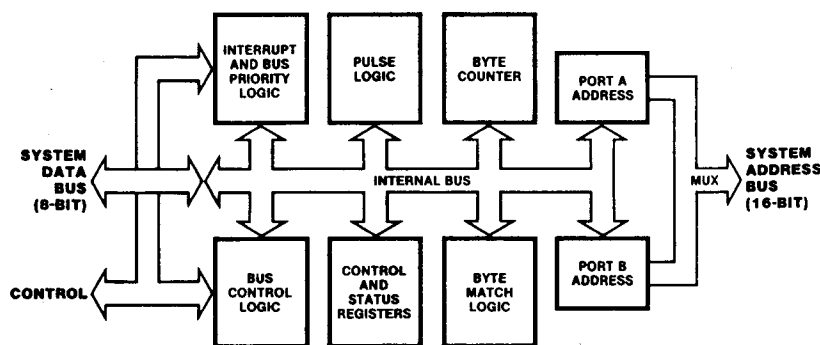 INTERRUPT
AND BUS
PRIORITY
LOGIC
PULSE
LOGIC
BYTE
COUNTER
PORT A
ADDRESS
SYSTEM
DATA
BUS
(8-BIT)
INTERNAL BUS
MUX
SYSTEM
ADDRESS
BUS
(16-BIT)
CONTROL
BUS
CONTROL
LOGIC
CONTROL
AND
STATUS
REGISTERS
BYTE
MATCH
LOGIC
PORT B
ADDRESS